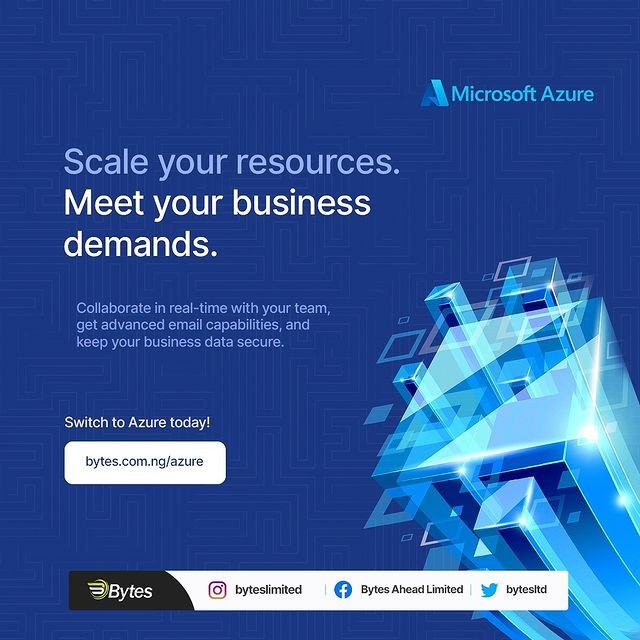 Microsoft Azure
Scale your resources.
Meet your business
demands.
Collaborate in real-time with your team,
get advanced email capabilities, and
keep your business data secure.
Switch to Azure today!
bytes.com.ng/azure
Bytes
byteslimited
Bytes Ahead Limited
bytesltd